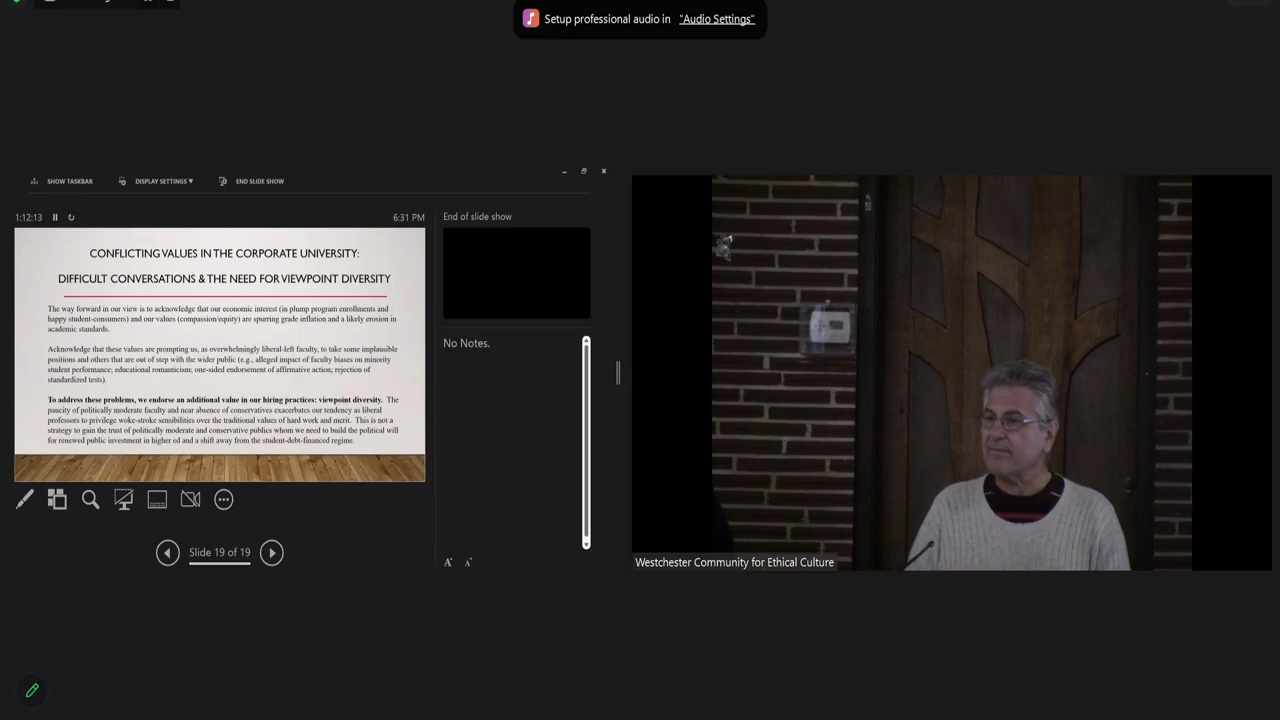 Setup professional audio in "Audio Settings"
SHOW TASKBAR DISPLAY SETTINGS ▼ END SLIDE SHOW
1:12:13 6:31 PM
CONFLICTING VALUES IN THE CORPORATE UNIVERSITY:
DIFFICULT CONVERSATIONS & THE NEED FOR VIEWPOINT DIVERSITY
The way forward in our view is to acknowledge that our economic interest (in plump program enrollments and
happy student-consumers) and our values (compassion/equity) are spurring grade inflation and a likely erosion in
academic standards.
Acknowledge that these values are prompting us, as overwhelmingly liberal-left faculty, to take some implausible
positions and others that are out of step with the wider public (e.g., alleged impact of faculty biases on minority
student performance; educational romanticism; one-sided endorsement of affirmative action; rejection of
standardized tests).
To address these problems, we endorse an additional value in our hiring practices: viewpoint diversity. The
paucity of politically moderate faculty and near absence of conservatives exacerbates our tendency as liberal
professors to privilege woke-stroke sensibilities over the traditional values of hard work and merit. This is not a
strategy to gain the trust of politically moderate and conservative publics whom we need to build the political will
for renewed public investment in higher ed and a shift away from the student-debt-financed regime.
Slide 19 of 19
End of slide show
No Notes.
A A
Westchester Community for Ethical Culture